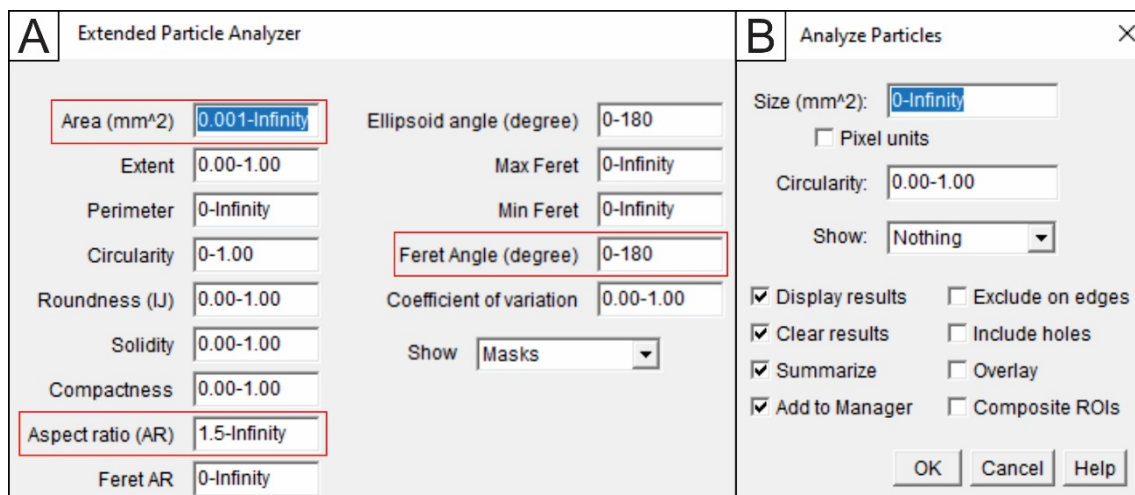 A Extended Particle Analyzer
Area (mm^2) 0.001-Infinity
Extent 0.00-1.00
Perimeter 0-Infinity
Circularity 0-1.00
Roundness (IJ) 0.00-1.00
Solidity 0.00-1.00
Compactness 0.00-1.00
Aspect ratio (AR) 1.5-Infinity
Feret AR 0-Infinity
Ellipsoid angle (degree) 0-180
Max Feret 0-Infinity
Min Feret 0-Infinity
Feret Angle (degree) 0-180
Coefficient of variation 0.00-1.00
Show Masks
B Analyze Particles
Size (mm^2): 0-Infinity
Pixel units
Circularity: 0.00-1.00
Show: Nothing
Display results Exclude on edges
Clear results Include holes
Summarize Overlay
Add to Manager Composite ROIs
OK Cancel Help